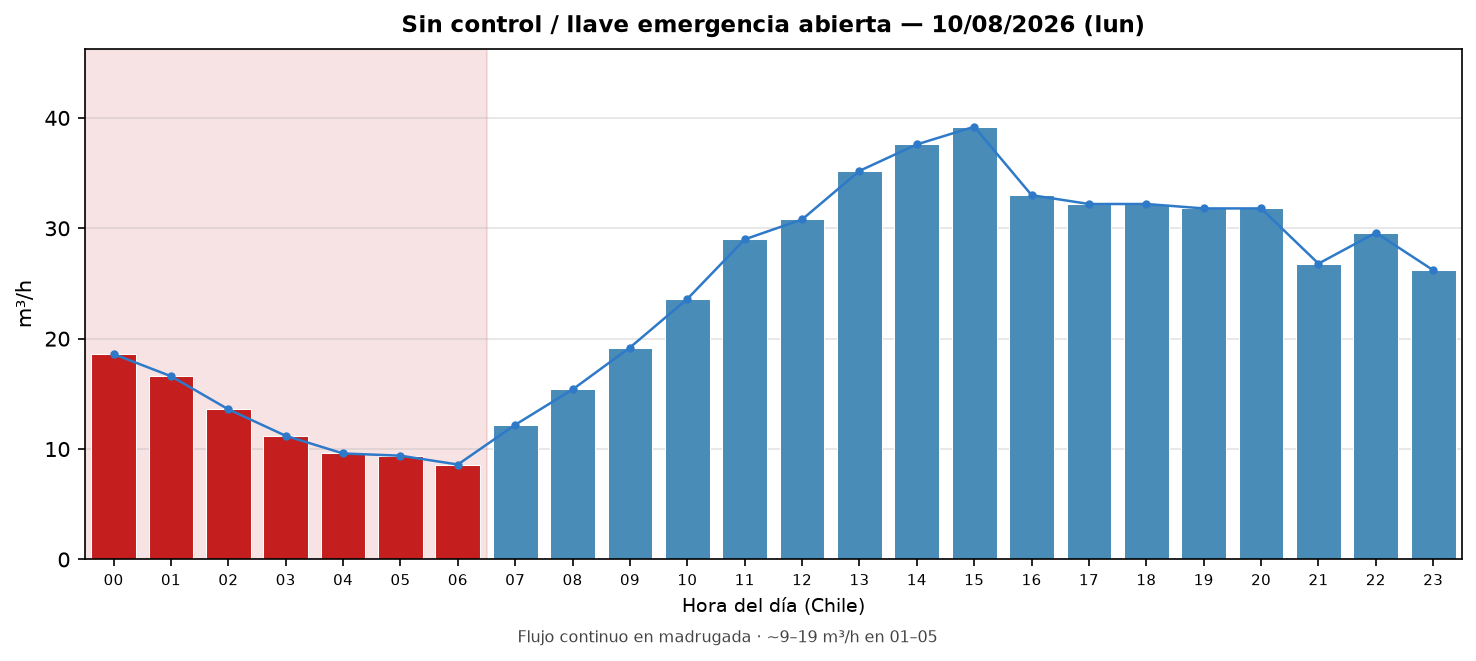 Sin control / llave emergencia abierta — 10/08/2026 (lun)
m³/h
40
30
20
10
0
00 01 02 03 04 05 06 07 08 09 10 11 12 13 14 15 16 17 18 19 20 21 22 23
Hora del día (Chile)
Flujo continuo en madrugada · ~9–19 m³/h en 01–05